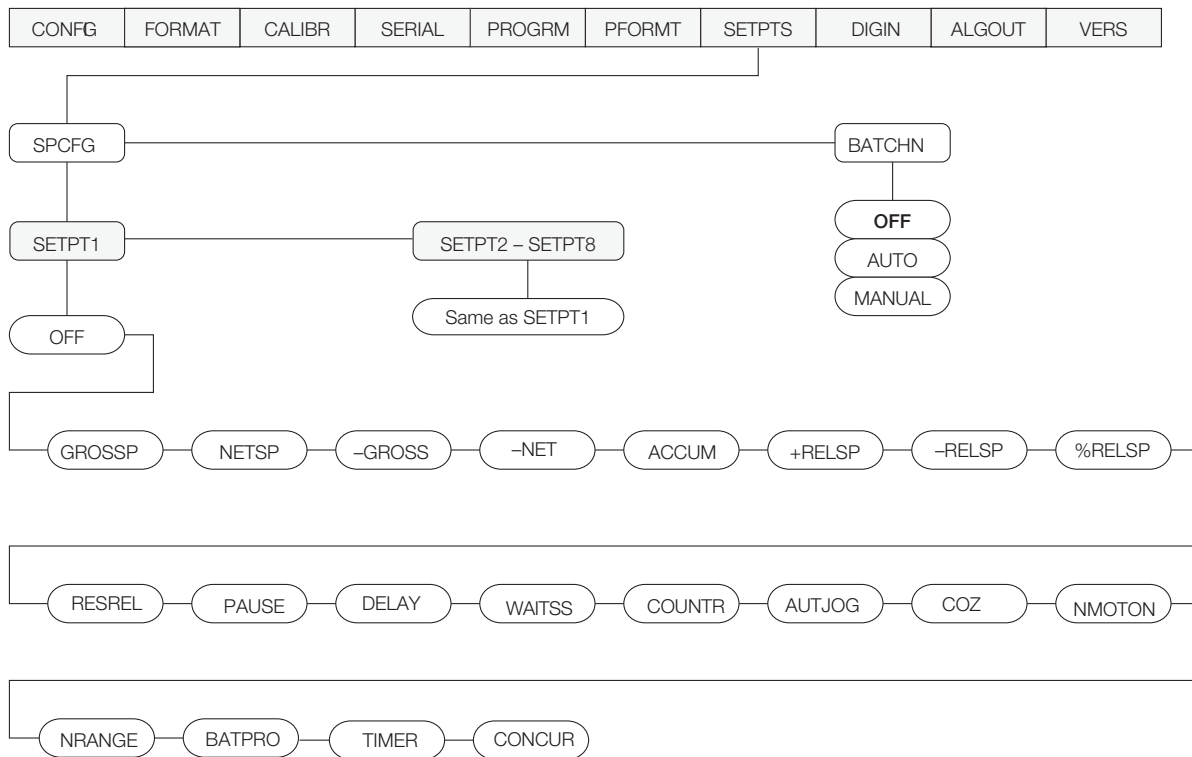 CONFIG FORMAT CALIBR SERIAL PROGRM PFORMT SETPTS DIGIN ALGOUT VERS
SPCFG BATCHN
OFF
SETPT1 SETPT2 – SETPT8
AUTO
MANUAL
Same as SETPT1
OFF
GROSSP NETSP –GROSS –NET ACCUM +RELSP –RELSP %RELSP
RESREL PAUSE DELAY WAITSS COUNTR AUTJOG COZ NMOTON
NRANGE BATPRO TIMER CONCUR